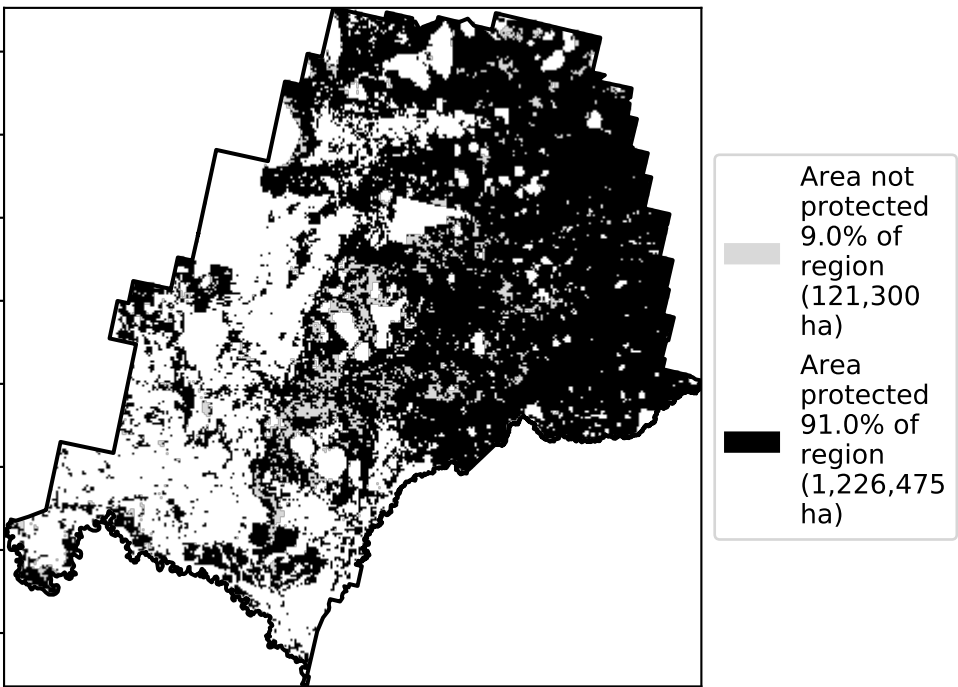 Area not
protected
9.0% of
region
(121,300
ha)
Area
protected
91.0% of
region
(1,226,475
ha)